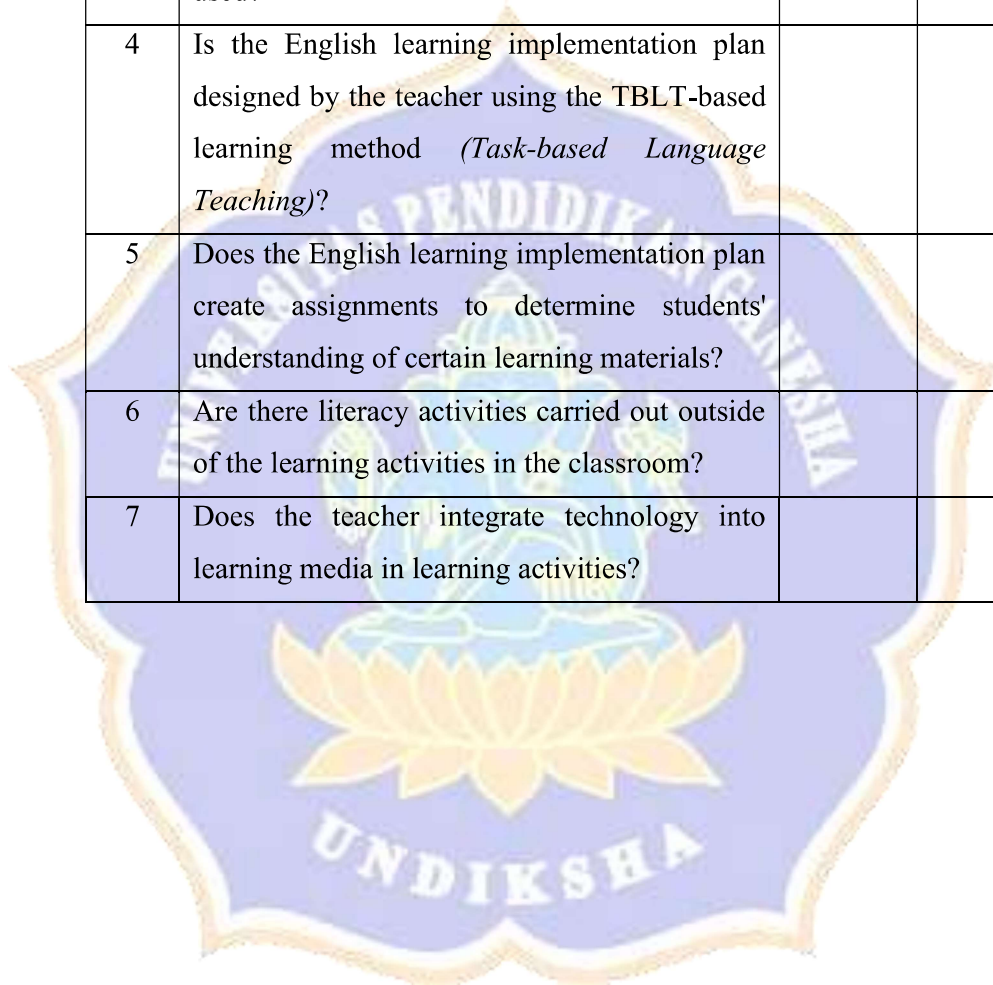 4 Is the English learning implementation plan
designed by the teacher using the TBLT-based
learning method (Task-based Language
Teaching)?
5 Does the English learning implementation plan
create assignments to determine students'
understanding of certain learning materials?
6 Are there literacy activities carried out outside
of the learning activities in the classroom?
7 Does the teacher integrate technology into
learning media in learning activities?
UNIVERSITAS PENDIDIKAN GANESHA
UNDIKSHA